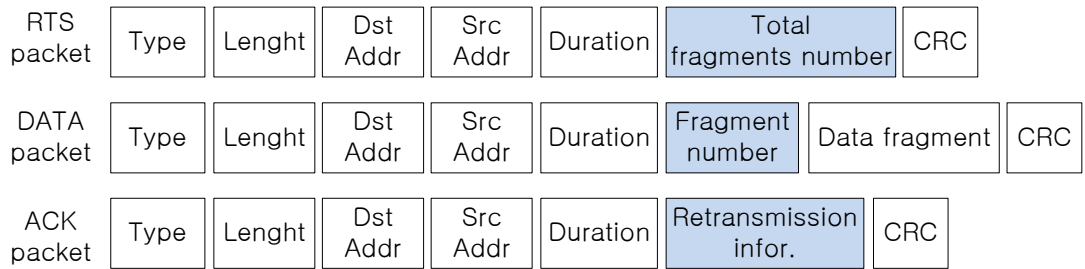 RTS packet Type Lenght Dst Addr Src Addr Duration Total fragments number CRC
DATA packet Type Lenght Dst Addr Src Addr Duration Fragment number Data fragment CRC
ACK packet Type Lenght Dst Addr Src Addr Duration Retransmission infor. CRC